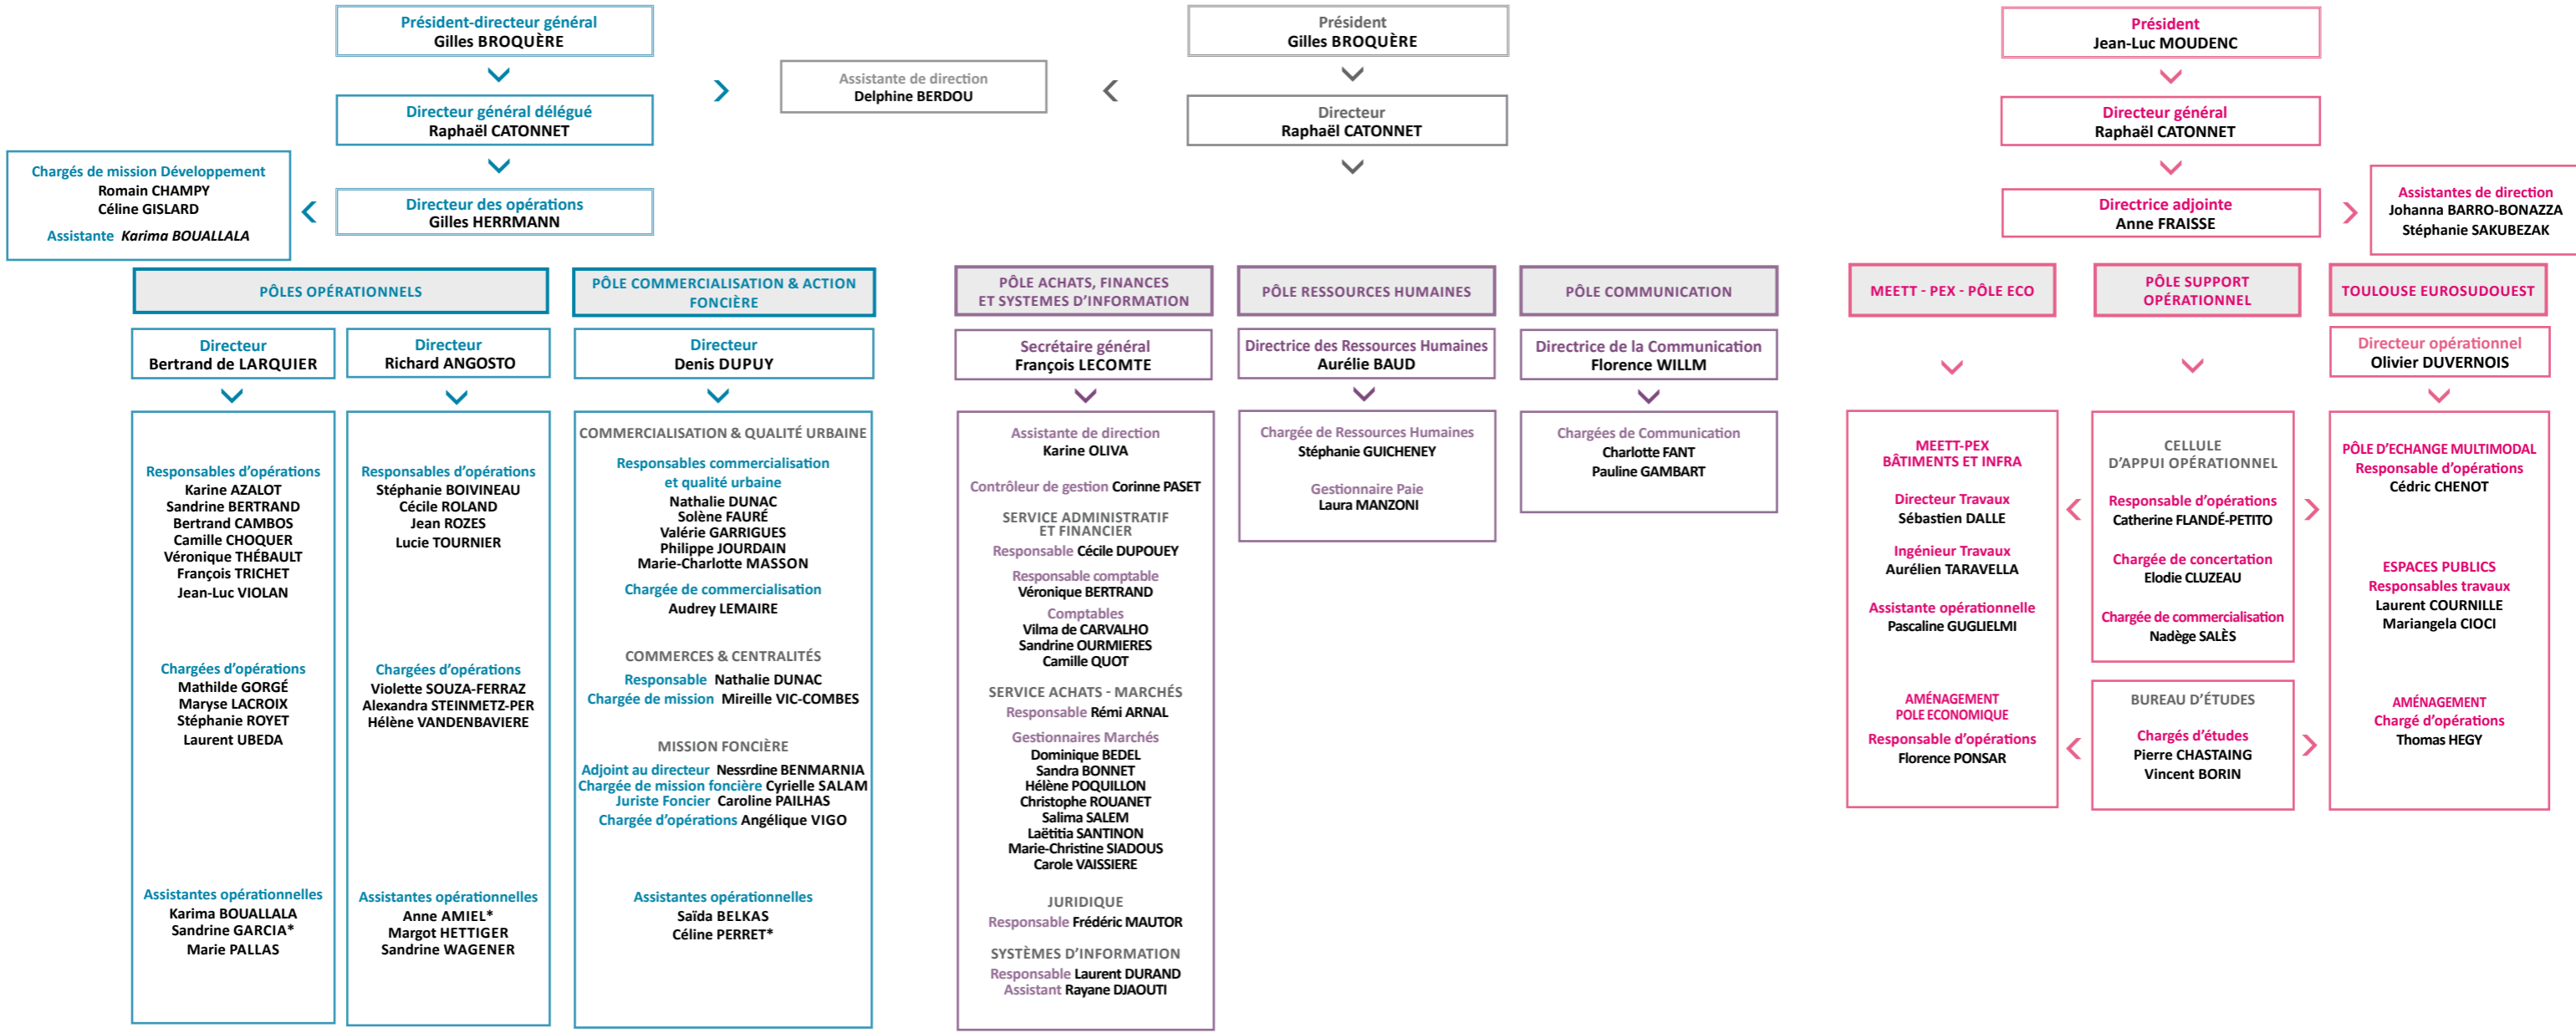 Président-directeur général
Gilles BROQUÈRE
Directeur général délégué
Raphaël CATONNET
Directeur des opérations
Gilles HERRMANN
Chargés de mission Développement
Romain CHAMPY
Céline GISLARD
Assistante Karima BOUALLALA
Assistante de direction
Delphine BERDOU
Président
Gilles BROQUÈRE
Directeur
Raphaël CATONNET
Président
Jean-Luc MOUDENC
Directeur général
Raphaël CATONNET
Directrice adjointe
Anne FRAISSE
Assistantes de direction
Johanna BARRO-BONAZZA
Stéphanie SAKUBEZAK
PÔLES OPÉRATIONNELS
Directeur
Bertrand de LARQUIER
Responsables d'opérations
Karine AZALOT
Sandrine BERTRAND
Bertrand CAMBOS
Camille CHOQUER
Véronique THÉBAULT
François TRICHET
Jean-Luc VIOLAN
Chargées d'opérations
Mathilde GORGÉ
Maryse LACROIX
Stéphanie ROYET
Laurent UBEDA
Assistantes opérationnelles
Karima BOUALLALA
Sandrine GARCIA*
Marie PALLAS
Directeur
Richard ANGOSTO
Responsables d'opérations
Stéphanie BOIVINEAU
Cécile ROLAND
Jean ROZES
Lucie TOURNIER
Chargées d'opérations
Violette SOUZA-FERRAZ
Alexandra STEINMETZ-PER
Hélène VANDENBAVIERE
Assistantes opérationnelles
Anne AMIEL*
Margot HETTIGER
Sandrine WAGENER
PÔLE COMMERCIALISATION & ACTION
FONCIÈRE
Directeur
Denis DUPUY
COMMERCIALISATION & QUALITÉ URBAINE
Responsables commercialisation
et qualité urbaine
Nathalie DUNAC
Solène FAURÉ
Valérie GARRIGUES
Philippe JOURDAIN
Marie-Charlotte MASSON
Chargée de commercialisation
Audrey LEMAIRE
COMMERCES & CENTRALITÉS
Responsable Nathalie DUNAC
Chargée de mission Mireille VIC-COMBES
MISSION FONCIÈRE
Adjoint au directeur Nessrdine BENMARNIA
Chargée de mission foncière Cyrielle SALAM
Juriste Foncier Caroline PAILHAS
Chargée d'opérations Angélique VIGO
Assistantes opérationnelles
Saïda BELKAS
Céline PERRET*
PÔLE ACHATS, FINANCES
ET SYSTEMES D'INFORMATION
Secrétaire général
François LECOMTE
Assistante de direction
Karine OLIVA
Contrôleur de gestion Corinne PASET
SERVICE ADMINISTRATIF
ET FINANCIER
Responsable Cécile DUPOUEY
Responsable comptable
Véronique BERTRAND
Comptables
Vilma de CARVALHO
Sandrine OURMIERES
Camille QUOT
SERVICE ACHATS - MARCHÉS
Responsable Rémi ARNAL
Gestionnaires Marchés
Dominique BEDEL
Sandra BONNET
Hélène POQUILLON
Christophe ROUANET
Salima SALEM
Laëtitia SANTINON
Marie-Christine SIADOUS
Carole VAISSIERE
JURIDIQUE
Responsable Frédéric MAUTOR
SYSTÈMES D'INFORMATION
Responsable Laurent DURAND
Assistant Rayane DJAOUTI
PÔLE RESSOURCES HUMAINES
Directrice des Ressources Humaines
Aurélie BAUD
Chargée de Ressources Humaines
Stéphanie GUICHENEY
Gestionnaire Paie
Laura MANZONI
PÔLE COMMUNICATION
Directrice de la Communication
Florence WILLM
Chargées de Communication
Charlotte FANT
Pauline GAMBART
MEETT - PEX - PÔLE ECO
MEETT-PEX
BÂTIMENTS ET INFRA
Directeur Travaux
Sébastien DALLE
Ingénieur Travaux
Aurélien TARAVELLA
Assistante opérationnelle
Pascaline GUGLIELMI
AMÉNAGEMENT
POLE ECONOMIQUE
Responsable d'opérations
Florence PONSAR
PÔLE SUPPORT
OPÉRATIONNEL
CELLULE
D'APPUI OPÉRATIONNEL
Responsable d'opérations
Catherine FLANDÉ-PETITO
Chargée de concertation
Elodie CLUZEAU
Chargée de commercialisation
Nadège SALÈS
BUREAU D'ÉTUDES
Chargés d'études
Pierre CHASTAING
Vincent BORIN
TOULOUSE EUROSUDOUEST
Directeur opérationnel
Olivier DUVERNOIS
PÔLE D'ECHANGE MULTIMODAL
Responsable d'opérations
Cédric CHENOT
ESPACES PUBLICS
Responsables travaux
Laurent COURNILLE
Mariangela CIOCI
AMÉNAGEMENT
Chargé d'opérations
Thomas HEGY